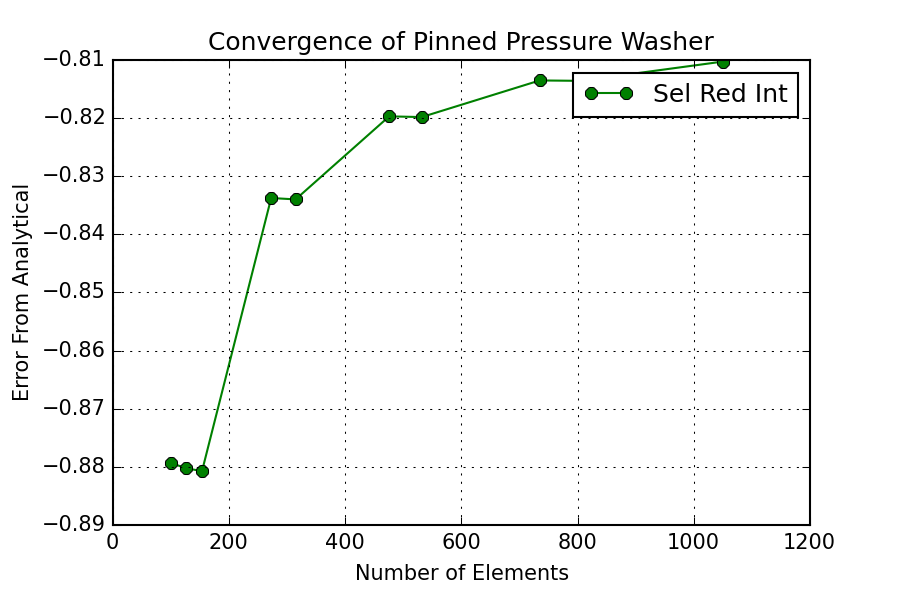 Convergence of Pinned Pressure Washer
−0.81
−0.82
−0.83
−0.84
−0.85
−0.86
−0.87
−0.88
−0.89
Error From Analytical
Sel Red Int
0 200 400 600 800 1000 1200
Number of Elements